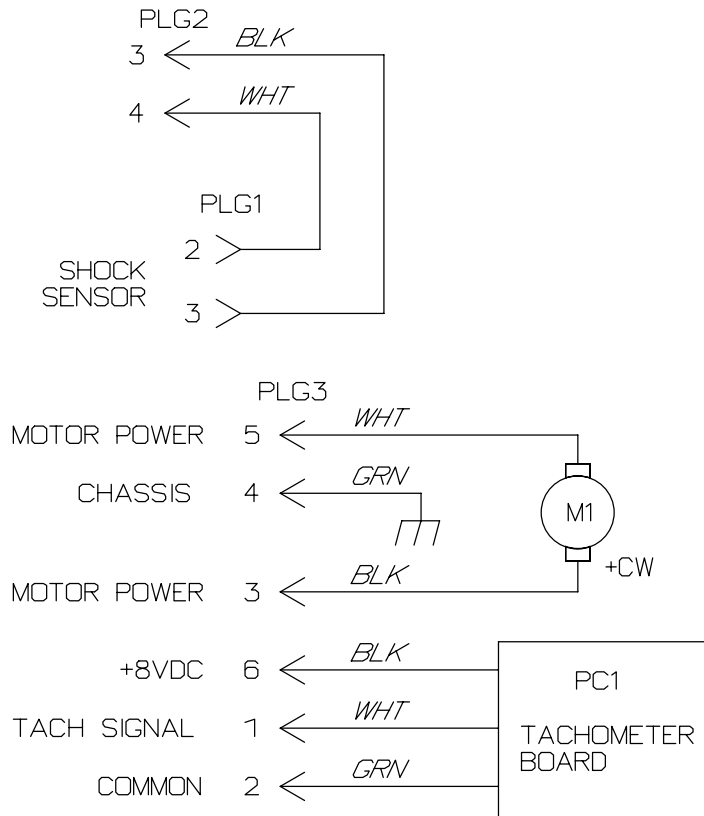 PLG2
3 BLK
4 WHT
PLG1
2
SHOCK
SENSOR
3
PLG3
MOTOR POWER 5 WHT
CHASSIS 4 GRN
M1
+CW
MOTOR POWER 3 BLK
+8VDC 6 BLK
PC1
TACH SIGNAL 1 WHT
TACHOMETER
BOARD
COMMON 2 GRN